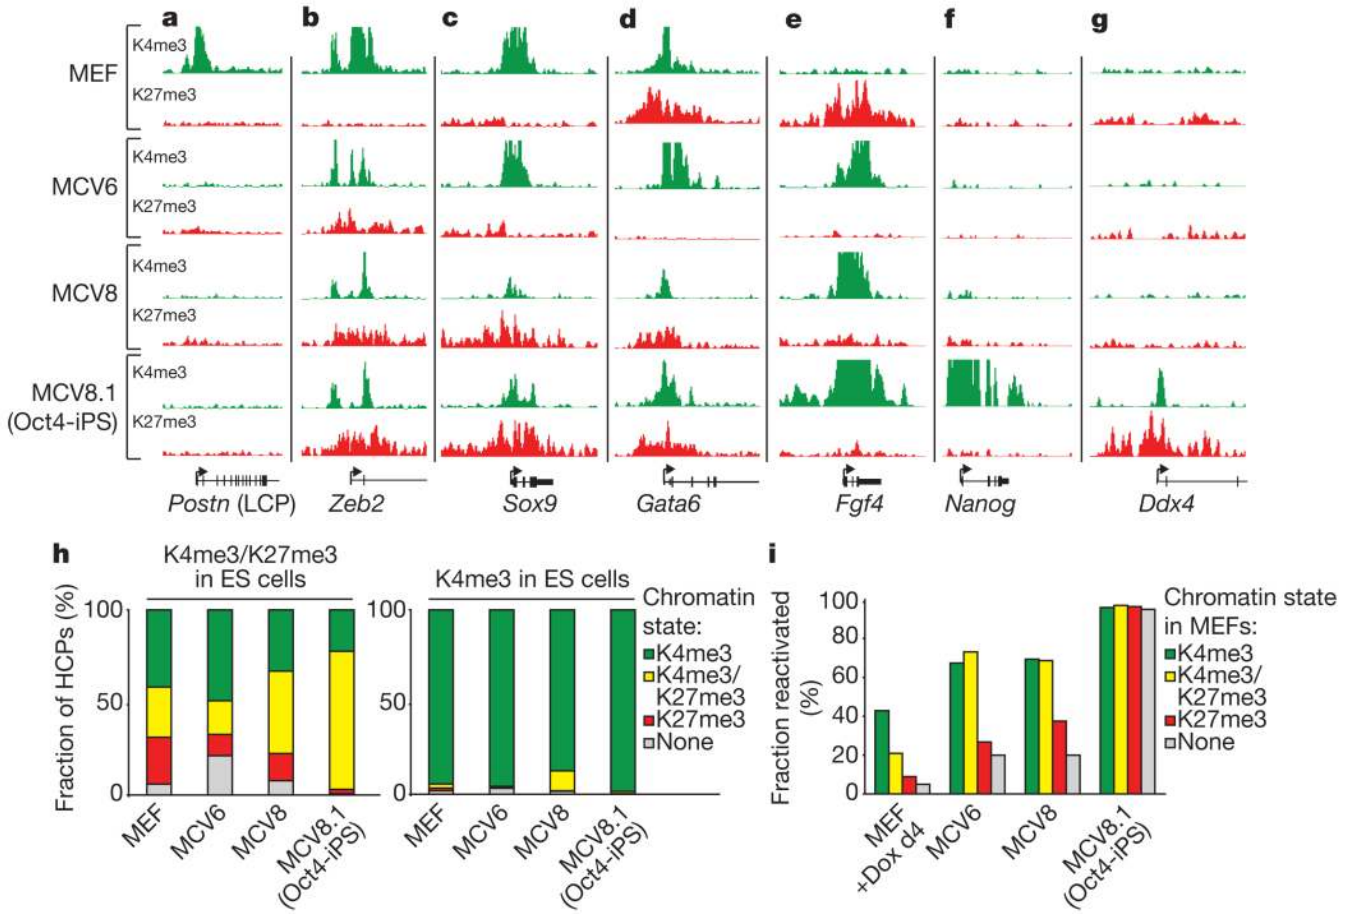 a b c d e f g
MEF
K4me3
K27me3
MCV6
K4me3
K27me3
MCV8
K4me3
K27me3
MCV8.1
(Oct4-iPS)
K4me3
K27me3
Postn (LCP) Zeb2 Sox9 Gata6 Fgf4 Nanog Ddx4
h
K4me3/K27me3
in ES cells
K4me3 in ES cells
Fraction of HCPs (%)
100
50
0
MEF
MCV6
MCV8
MCV8.1
(Oct4-iPS)
100
50
0
MEF
MCV6
MCV8
MCV8.1
(Oct4-iPS)
Chromatin
state:
K4me3
K4me3/
K27me3
K27me3
None
i
Fraction reactivated
(%)
100
80
60
40
20
0
MEF
+Dox d4
MCV6
MCV8
MCV8.1
(Oct4-iPS)
Chromatin state
in MEFs:
K4me3
K4me3/
K27me3
K27me3
None